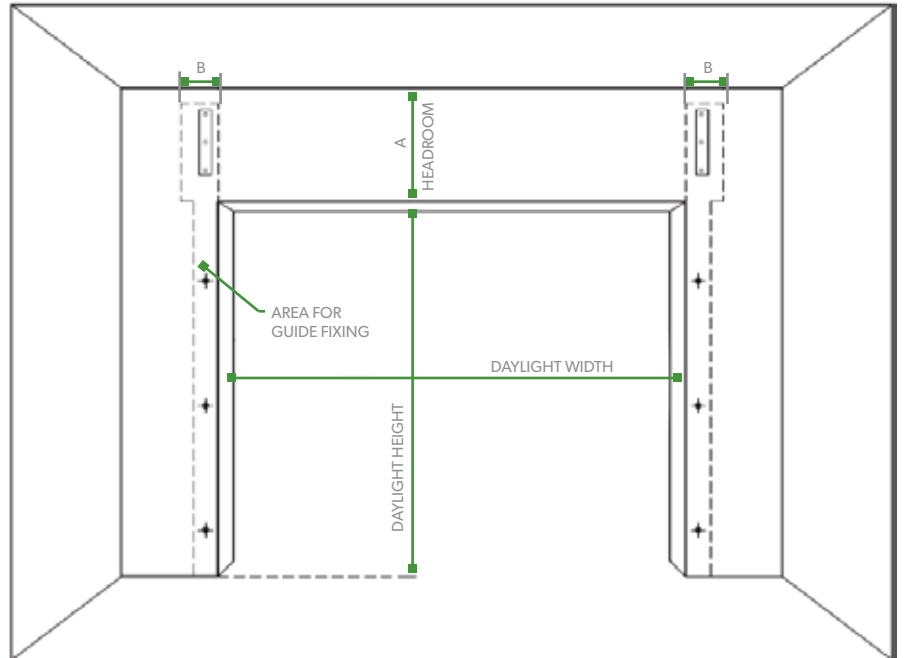 B
B
A
HEADROOM
AREA FOR
GUIDE FIXING
DAYLIGHT WIDTH
DAYLIGHT HEIGHT